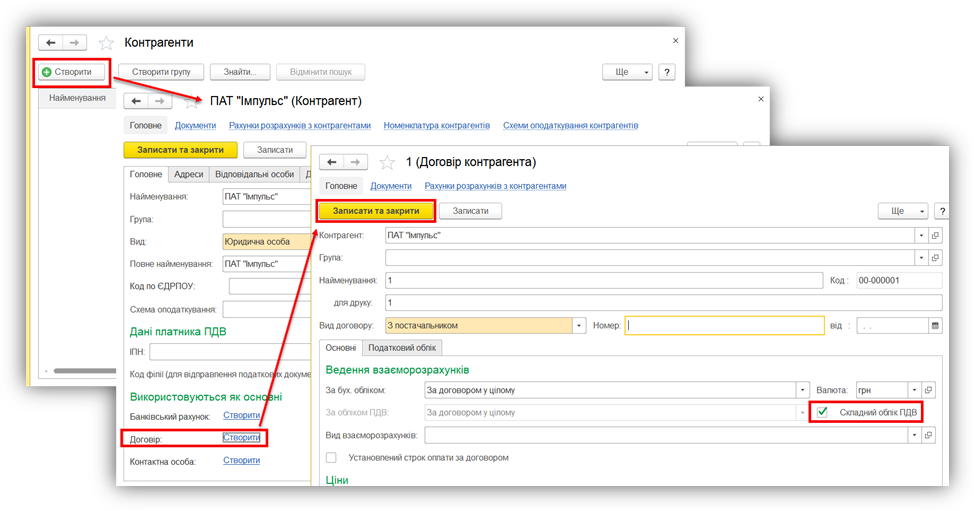 Контрагенти
Створити
Створити групу
Знайти...
Відмінити пошук
Ще
?
Найменування
ПАТ "Імпульс" (Контрагент)
Головне
Документи
Рахунки розрахунків з контрагентами
Номенклатура контрагентів
Схеми оподаткування контрагентів
Записати та закрити
Записати
Головне
Адреси
Відповідальні особи
Найменування:
ПАТ "Імпульс"
Група:
Вид:
Юридична особа
Повне найменування:
ПАТ "Імпульс"
Код по ЄДРПОУ:
Схема оподаткування:
Дані платника ПДВ
ІПН:
Код філії (для відправлення податкових докуме
Використовуються як основні
Банківський рахунок:
Створити
Договір:
Створити
Контактна особа:
Створити
1 (Договір контрагента)
Головне
Документи
Рахунки розрахунків з контрагентами
Записати та закрити
Записати
Ще
?
Контрагент:
ПАТ "Імпульс"
Група:
Найменування:
1
Код :
00-000001
для друку:
1
Вид договору:
З постачальником
Номер:
від :
. .
Основні
Податковий облік
Ведення взаєморозрахунків
За бух. обліком:
За договором у цілому
Валюта:
грн
За обліком ПДВ:
За договором у цілому
Складний облік ПДВ
Вид взаєморозрахунків:
Установлений строк оплати за договором
Ціни